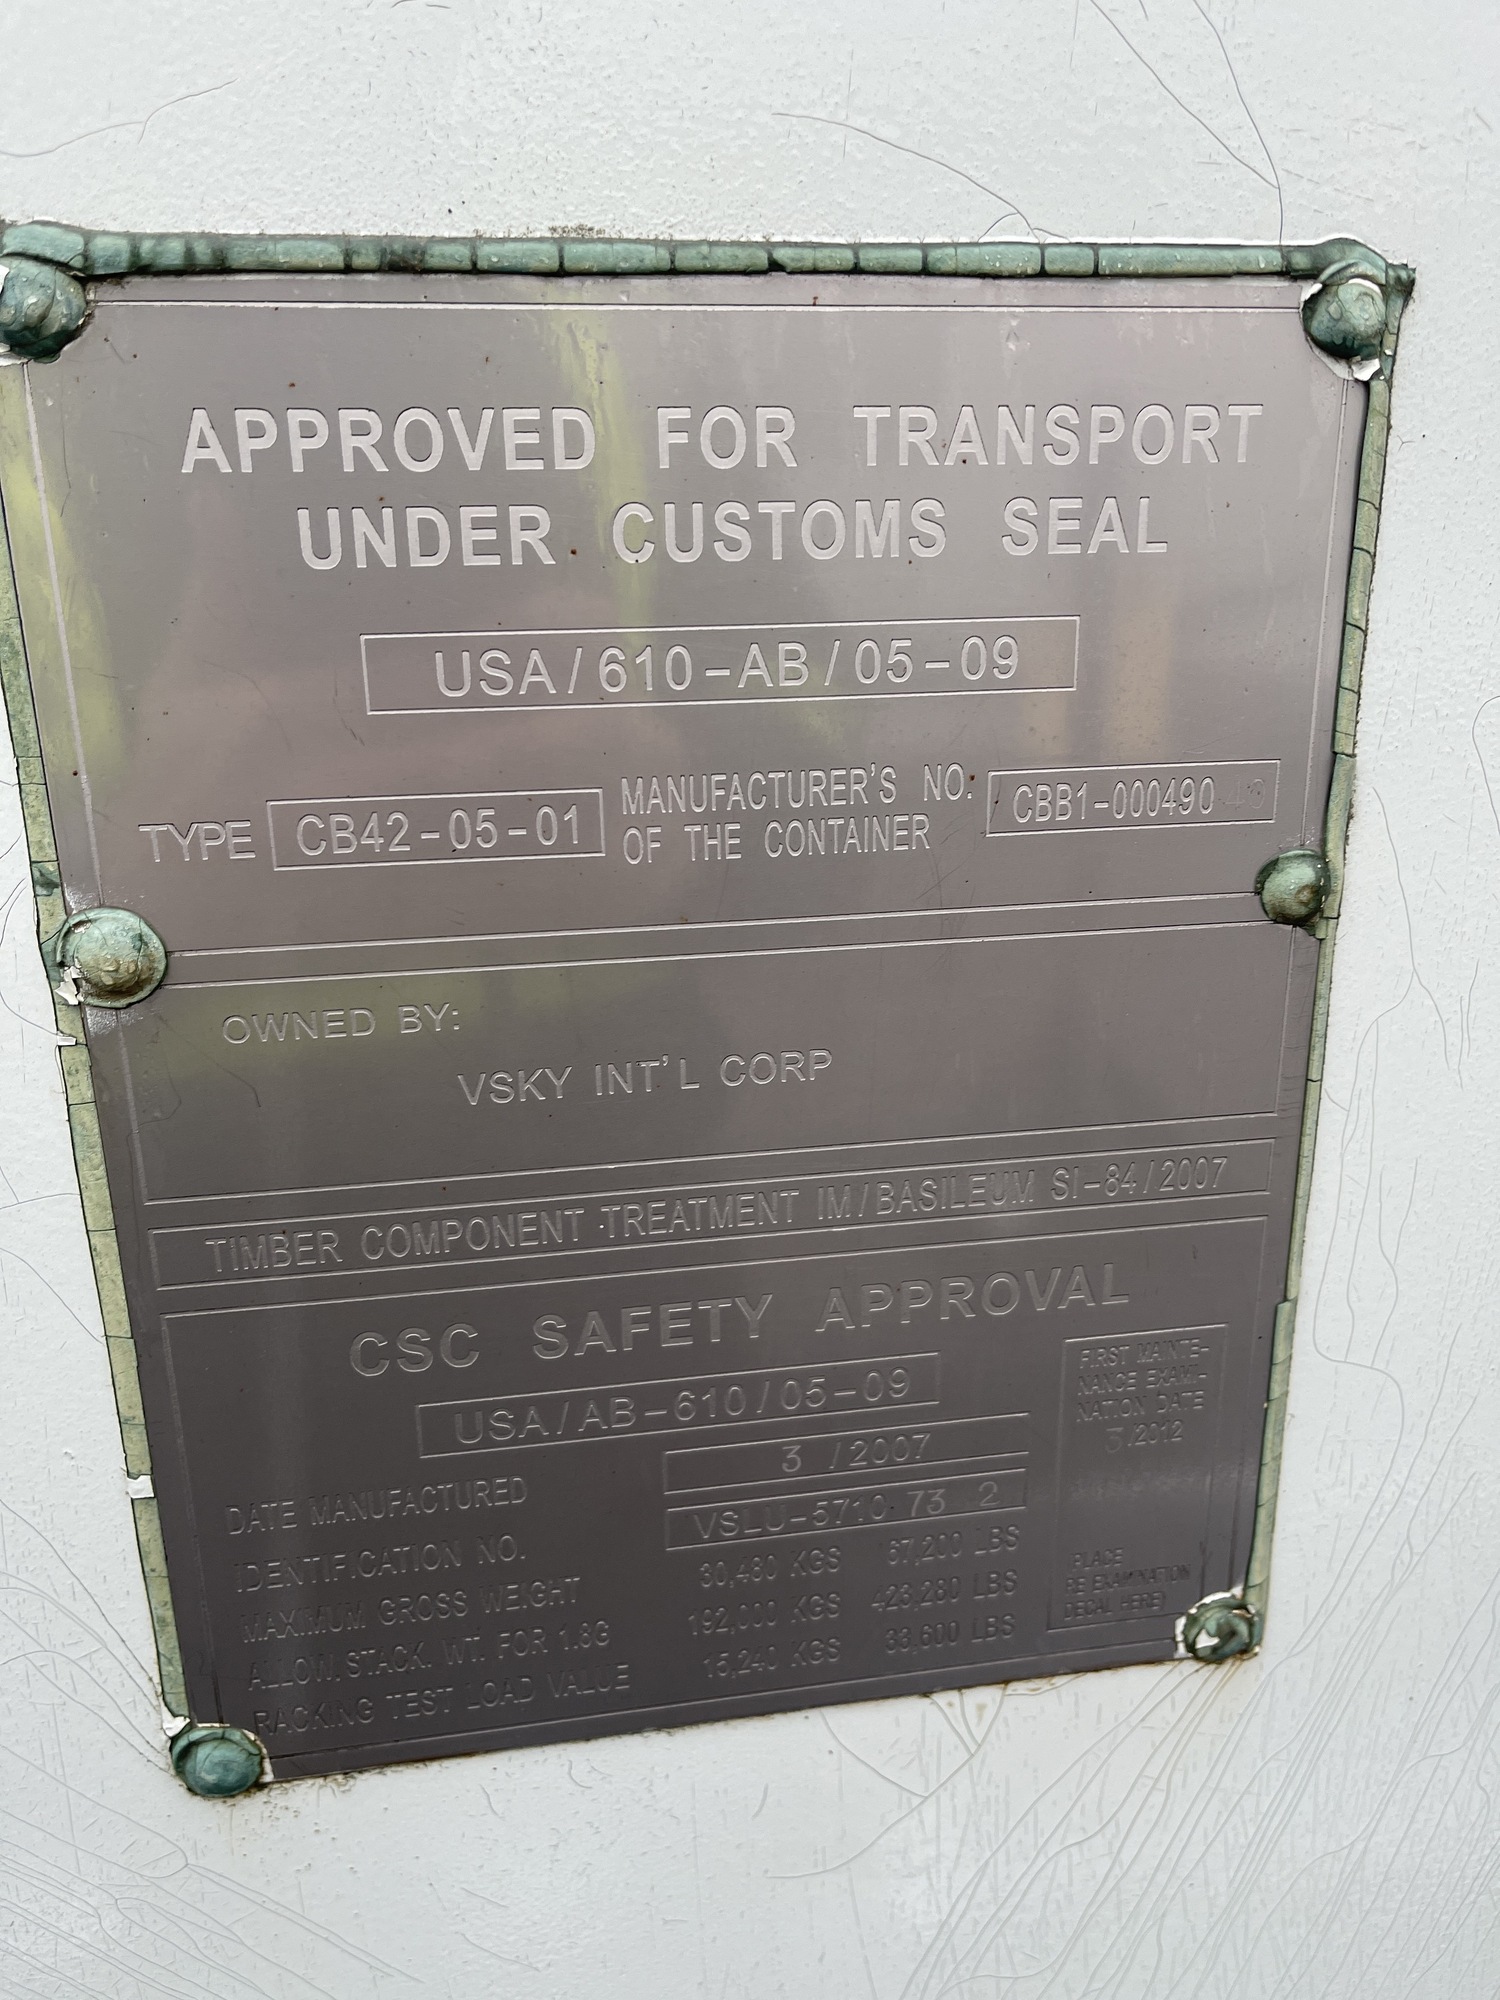 APPROVED FOR TRANSPORT
UNDER CUSTOMS SEAL
USA/610-AB/05-09
TYPE CB42-05-01 MANUFACTURER'S NO. OF THE CONTAINER CBB1-000490
OWNED BY:
VSKY INT'L CORP
TIMBER COMPONENT TREATMENT IM/BASILEUM SI-84/2007
CSC SAFETY APPROVAL
USA/AB-610/05-09
FIRST MAINTE-
NANCE EXAMI-
NATION DATE
3/2012
DATE MANUFACTURED 3 /2007
IDENTIFICATION NO. VSLU-5710 73 2
MAXIMUM GROSS WEIGHT 30,480 KGS 67,200 LBS
ALLOW.STACK. WT. FOR 1.8G 192,000 KGS 423,280 LBS
RACKING TEST LOAD VALUE 15,240 KGS 33,600 LBS
(PLACE
RE EXAMINATION
DECAL HERE)